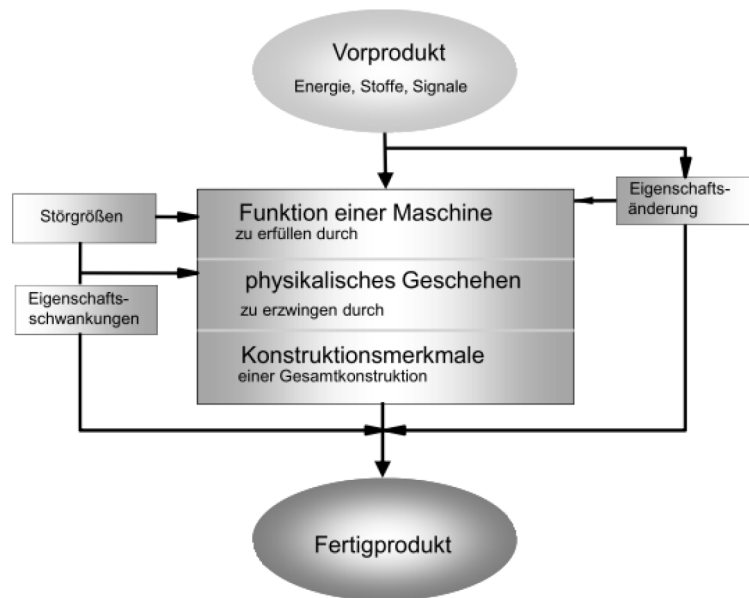 Vorprodukt
Energie, Stoffe, Signale
Störgrößen
Funktion einer Maschine
zu erfüllen durch
Eigenschafts-
änderung
physikalisches Geschehen
zu erzwingen durch
Eigenschafts-
schwankungen
Konstruktionsmerkmale
einer Gesamtkonstruktion
Fertigprodukt